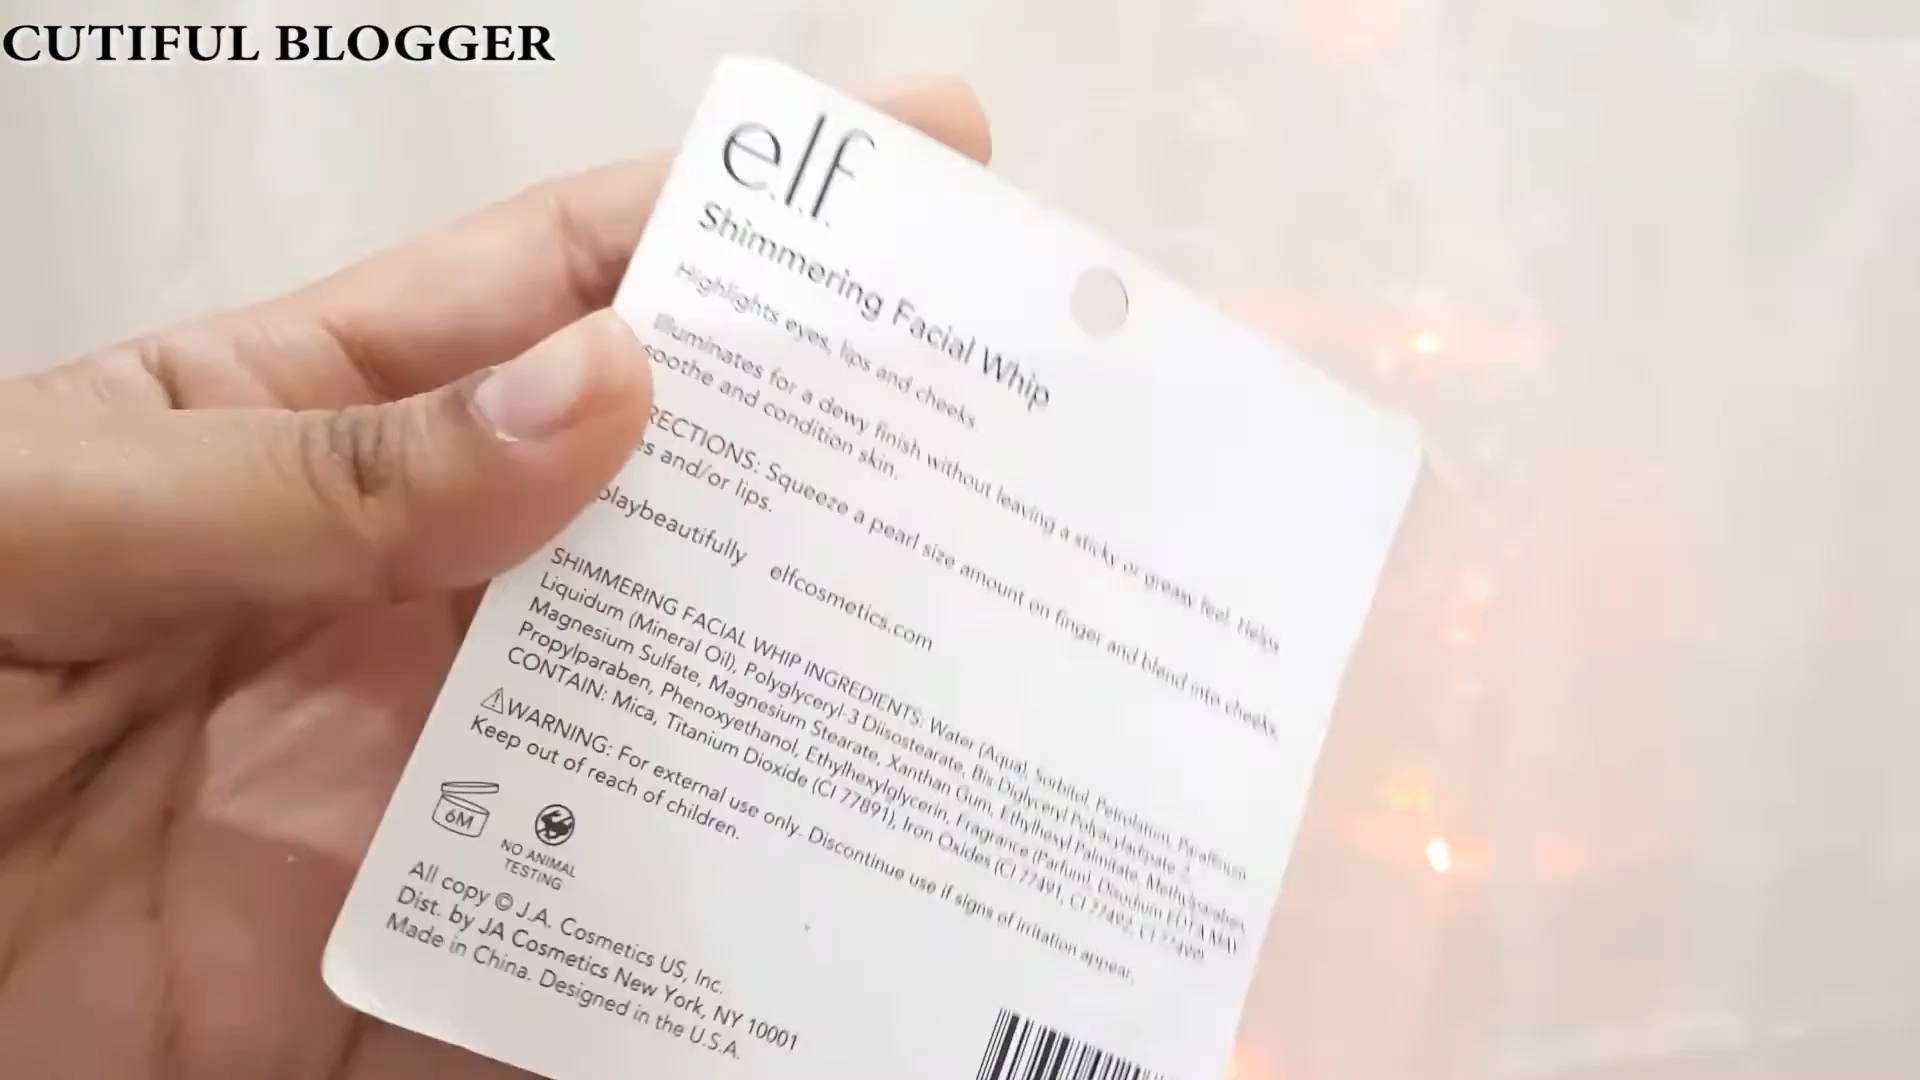 CUTIFUL BLOGGER
e.l.f.
Shimmering Facial Whip
Highlights eyes, lips and cheeks.
Illuminates for a dewy finish without leaving a sticky or greasy feel. Helps
soothe and condition skin.
RECTIONS: Squeeze a pearl size amount on finger and blend into cheeks,
es and/or lips.
playbeautifully elfcosmetics.com
SHIMMERING FACIAL WHIP INGREDIENTS: Water (Aqua), Sorbitol, Petrolatum, Paraffinum
Liquidum (Mineral Oil), Polyglyceryl-3 Diisostearate, Bis-Diglyceryl Polyacyladipate-2,
Magnesium Sulfate, Magnesium Stearate, Xanthan Gum, Ethylhexyl Palmitate, Methylparaben,
Propylparaben, Phenoxyethanol, Ethylhexylglycerin, Fragrance (Parfum), Disodium EDTA MAY
CONTAIN: Mica, Titanium Dioxide (CI 77891), Iron Oxides (CI 77491, CI 77492, CI 77499)
⚠WARNING: For external use only. Discontinue use if signs of irritation appear.
Keep out of reach of children.
6M
NO ANIMAL
TESTING
All copy © J.A. Cosmetics US, Inc.
Dist. by JA Cosmetics New York, NY 10001
Made in China. Designed in the U.S.A.